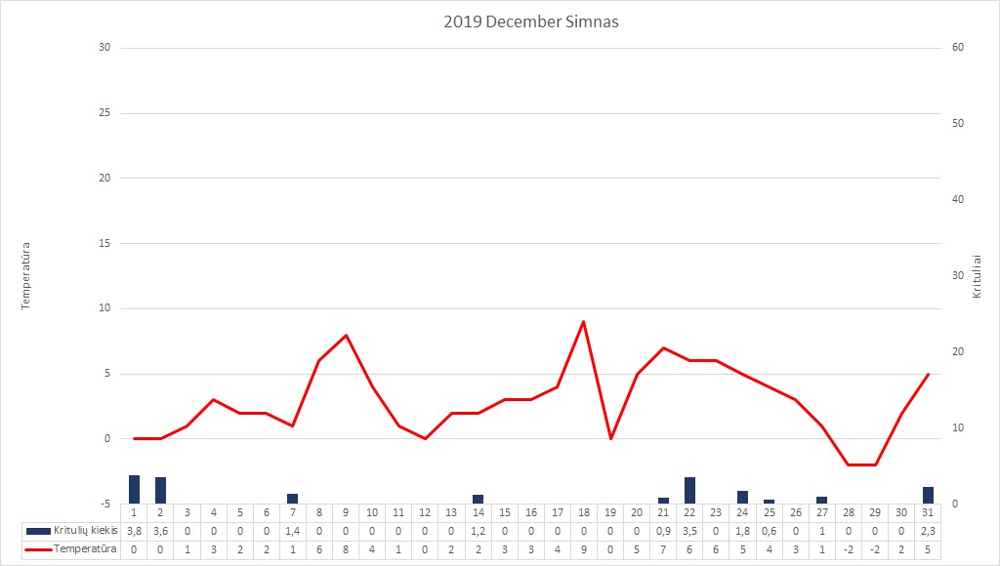 2019 December Simnas
30 60
25 50
20 40
15 30
10 20
5 10
0 0
-5
Temperatūra
Krituliai
1 2 3 4 5 6 7 8 9 10 11 12 13 14 15 16 17 18 19 20 21 22 23 24 25 26 27 28 29 30 31
Kritulių kiekis 3,8 3,6 0 0 0 0 1,4 0 0 0 0 0 0 1,2 0 0 0 0 0 0 0,9 3,5 0 1,8 0,6 0 1 0 0 0 2,3
Temperatūra 0 0 1 3 2 2 1 6 8 4 1 0 2 2 3 3 4 9 0 5 7 6 6 5 4 3 1 -2 -2 2 5